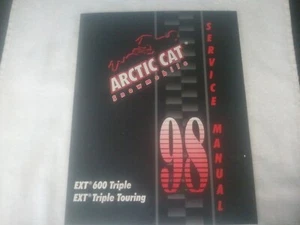 ARCTIC CAT®
Snowmobile
SERVICE MANUAL
98
EXT® 600 Triple
EXT® Triple Touring